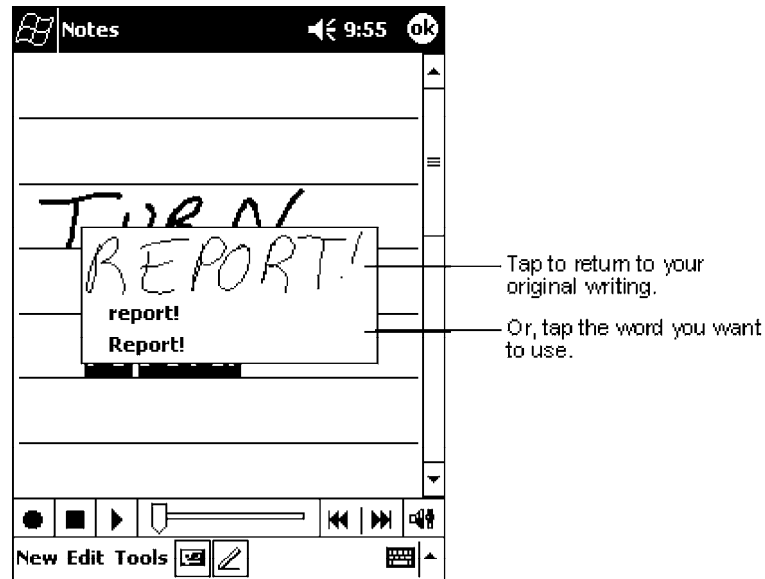 Notes 9:55 ok
TURN
REPORT!
report!
Report!
Tap to return to your
original writing.
Or, tap the word you want
to use.
New Edit Tools